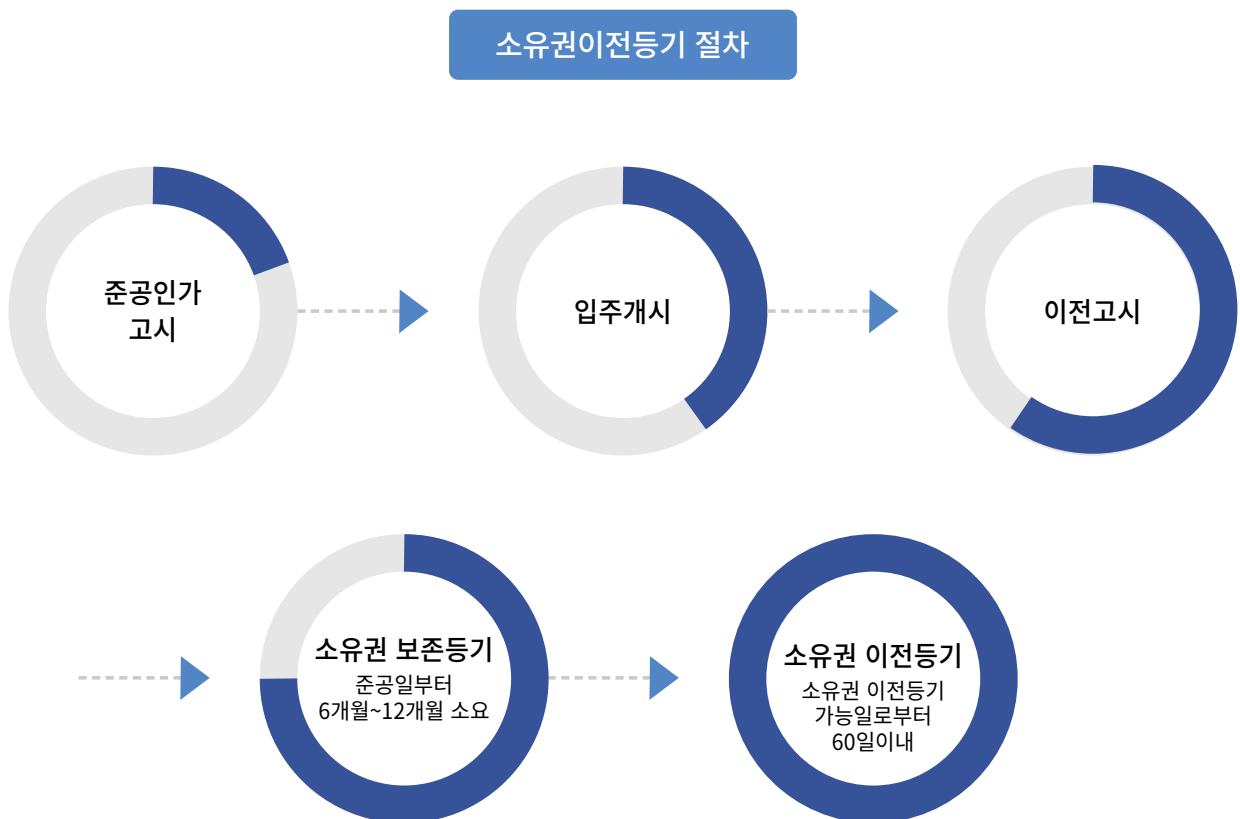 소유권이전등기 절차
준공인가
고시
입주개시
이전고시
소유권 보존등기
준공일부터
6개월~12개월 소요
소유권 이전등기
소유권 이전등기
가능일로부터
60일이내